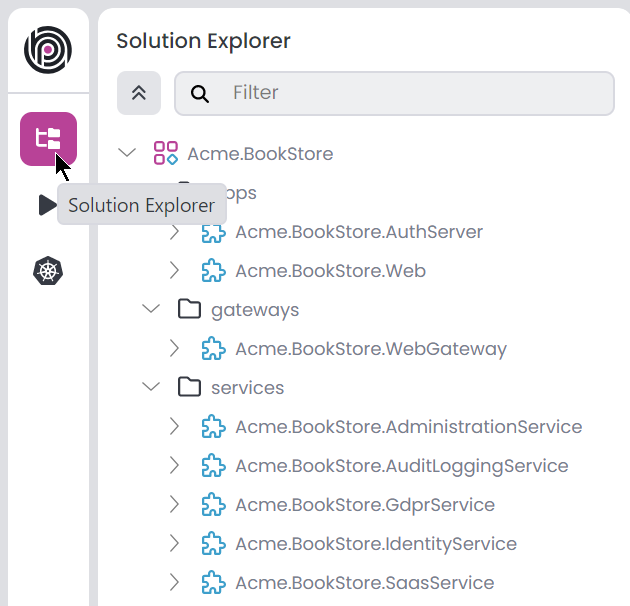 Solution Explorer
Filter
Acme.BookStore
ops
Solution Explorer
Acme.BookStore.AuthServer
Acme.BookStore.Web
gateways
Acme.BookStore.WebGateway
services
Acme.BookStore.AdministrationService
Acme.BookStore.AuditLoggingService
Acme.BookStore.GdprService
Acme.BookStore.IdentityService
Acme.BookStore.SaasService